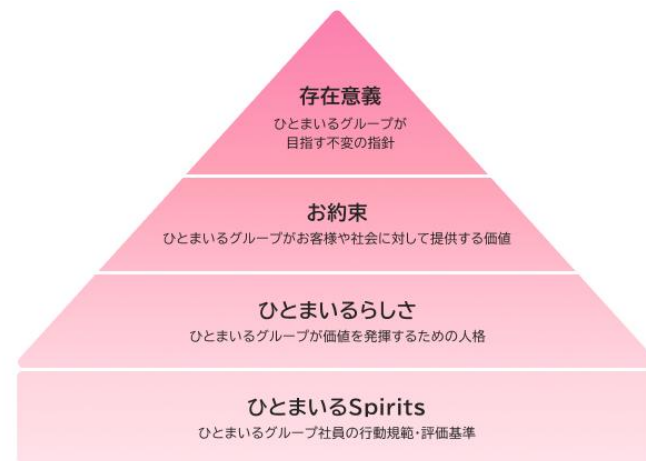 存在意義
ひとまいるグループが
目指す不変の指針
お約束
ひとまいるグループがお客様や社会に対して提供する価値
ひとまいるらしさ
ひとまいるグループが価値を発揮するための人格
ひとまいるSpirits
ひとまいるグループ社員の行動規範・評価基準